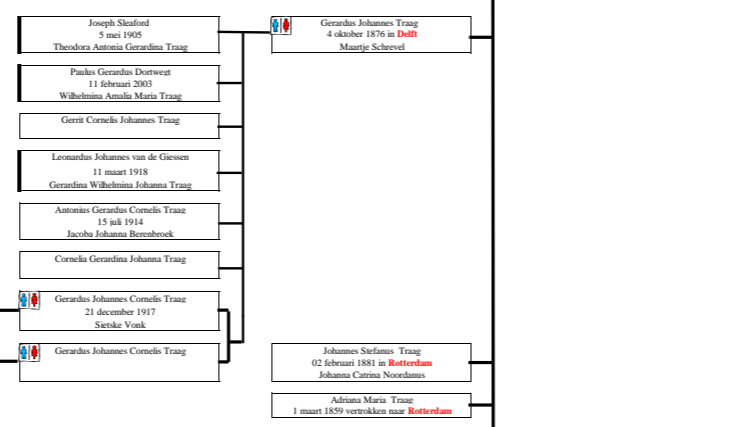 Joseph Sleaford
5 mei 1905
Theodora Antonia Gerardina Traag
Paulus Gerardus Dortwegt
11 februari 2003
Wilhelmina Amalia Maria Traag
Gerrit Cornelis Johannes Traag
Leonardus Johannes van de Giessen
11 maart 1918
Gerardina Wilhelmina Johanna Traag
Antonius Gerardus Cornelis Traag
15 juli 1914
Jacoba Johanna Berenbroek
Cornelia Gerardina Johanna Traag
Gerardus Johannes Cornelis Traag
21 december 1917
Sietske Vonk
Gerardus Johannes Cornelis Traag
Gerardus Johannes Traag
4 oktober 1876 in Delft
Maartje Schrevel
Johannes Stefanus Traag
02 februari 1881 in Rotterdam
Johanna Catrina Noordanus
Adriana Maria Traag
1 maart 1859 vertrokken naar Rotterdam